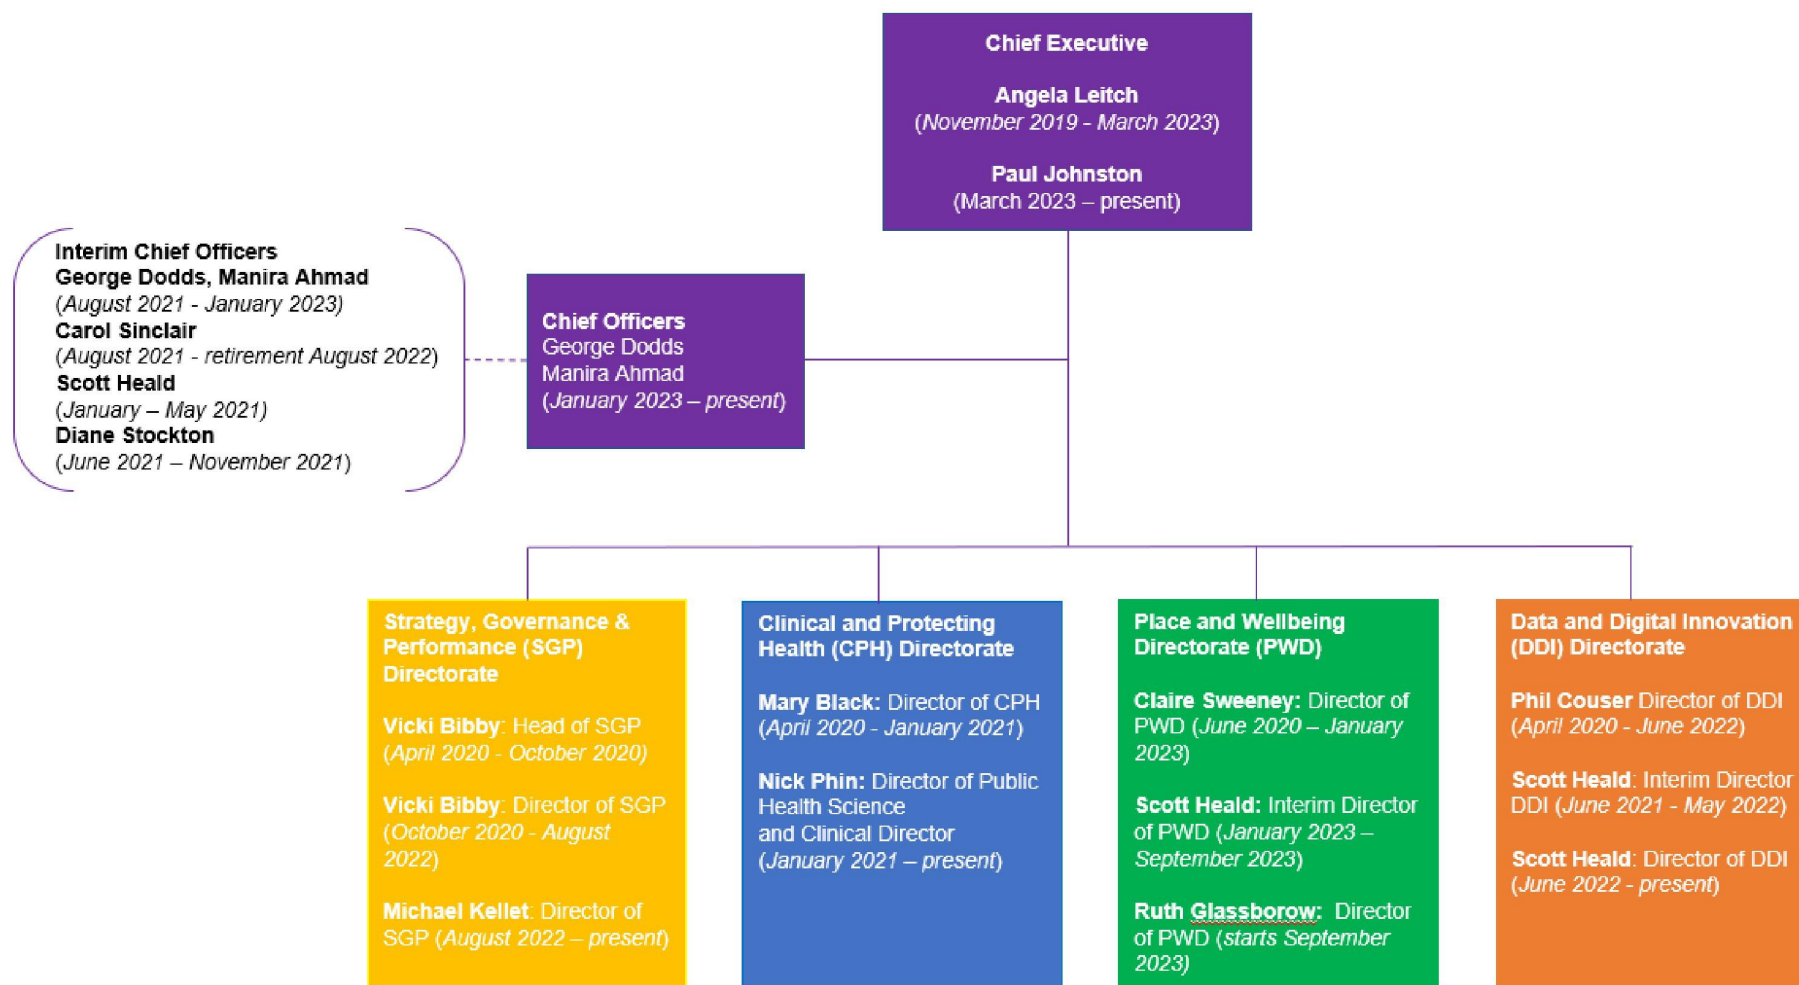 Chief Executive
Angela Leitch
(November 2019 - March 2023)
Paul Johnston
(March 2023 – present)
Interim Chief Officers
George Dodds, Manira Ahmad
(August 2021 - January 2023)
Carol Sinclair
(August 2021 - retirement August 2022)
Scott Heald
(January – May 2021)
Diane Stockton
(June 2021 – November 2021)
Chief Officers
George Dodds
Manira Ahmad
(January 2023 – present)
Strategy, Governance &
Performance (SGP)
Directorate
Vicki Bibby: Head of SGP
(April 2020 - October 2020)
Vicki Bibby: Director of SGP
(October 2020 - August
2022)
Michael Kellet: Director of
SGP (August 2022 – present)
Clinical and Protecting
Health (CPH) Directorate
Mary Black: Director of CPH
(April 2020 - January 2021)
Nick Phin: Director of Public
Health Science
and Clinical Director
(January 2021 – present)
Place and Wellbeing
Directorate (PWD)
Claire Sweeney: Director of
PWD (June 2020 – January
2023)
Scott Heald: Interim Director
of PWD (January 2023 –
September 2023)
Ruth Glassborow: Director
of PWD (starts September
2023)
Data and Digital Innovation
(DDI) Directorate
Phil Couser Director of DDI
(April 2020 - June 2022)
Scott Heald: Interim Director
DDI (June 2021 - May 2022)
Scott Heald: Director of DDI
(June 2022 - present)